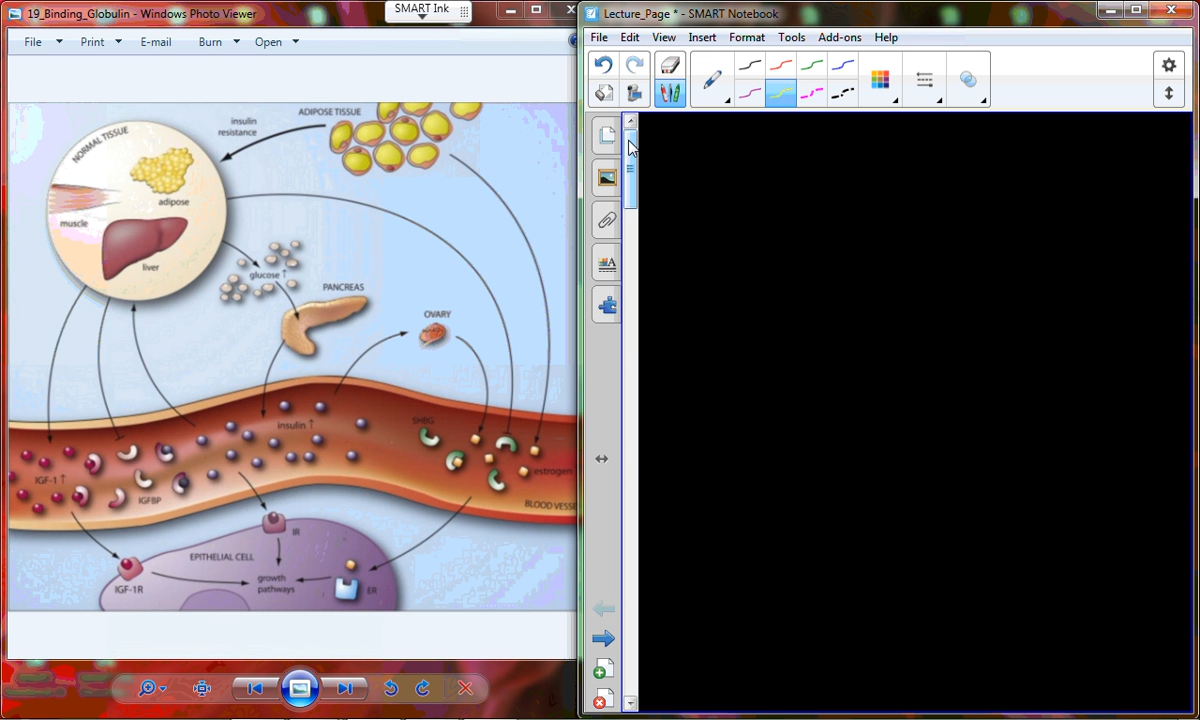 19_Binding_Globulin - Windows Photo Viewer
SMART Ink
File Print E-mail Burn Open
ADIPOSE TISSUE
insulin
resistance
NORMAL TISSUE
adipose
muscle
liver
glucose ↑
PANCREAS
OVARY
SHBG
insulin ↑
estrogen
IGF-1 ↑
IGFBP
BLOOD VESSE
IR
EPITHELIAL CELL
IGF-1R
growth
pathways
ER
Lecture_Page * - SMART Notebook
File Edit View Insert Format Tools Add-ons Help